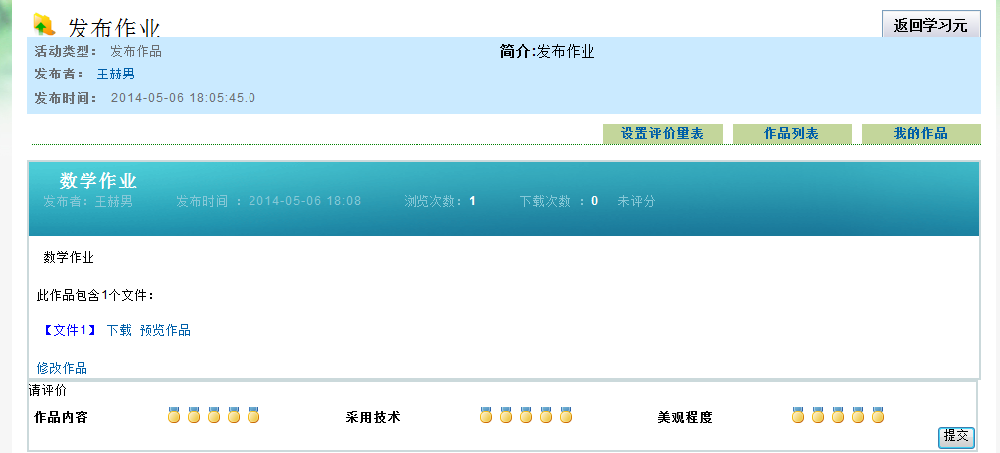 发布作业
返回学习元
活动类型： 发布作品
简介:发布作业
发布者： 王赫男
发布时间： 2014-05-06 18:05:45.0
设置评价量表 作品列表 我的作品
数学作业
发布者：王赫男 发布时间 ：2014-05-06 18:08 浏览次数：1 下载次数 ：0 未评分
数学作业
此作品包含1个文件：
【文件1】 下载 预览作品
修改作品
请评价
作品内容 采用技术 美观程度
提交